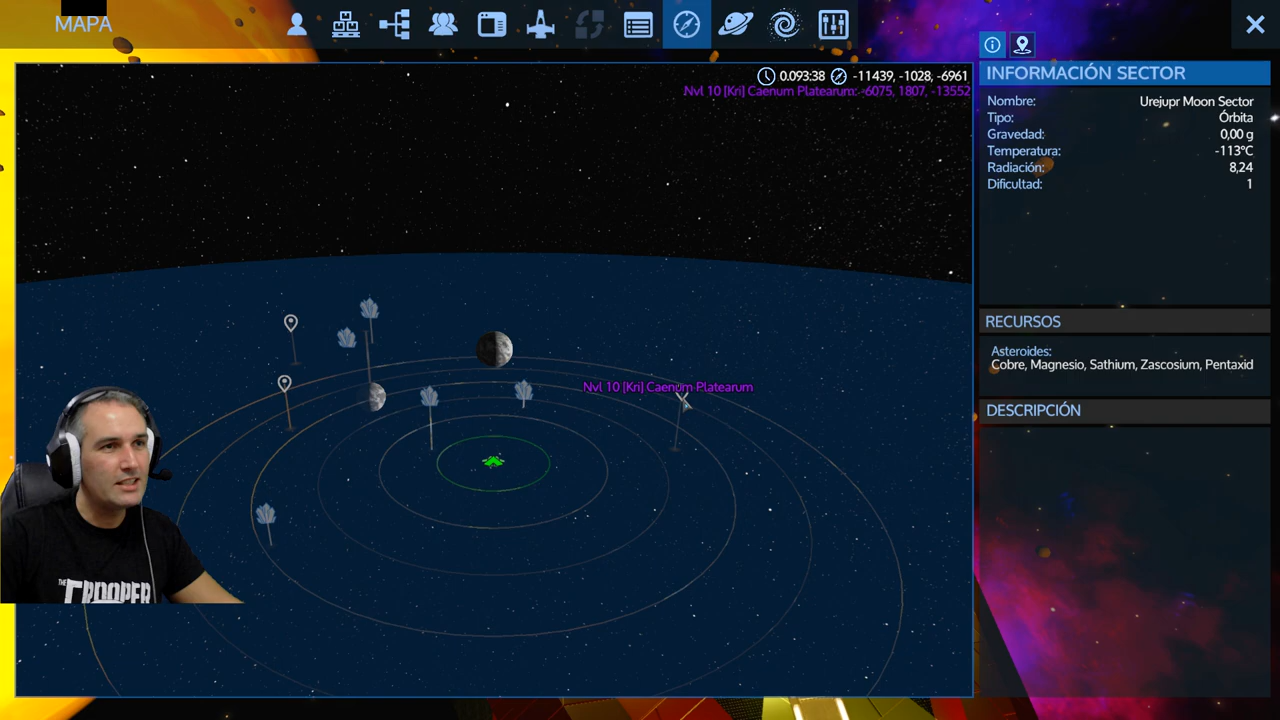 MAPA
0.093:38 -11439, -1028, -6961
Nvl 10 [Kri] Caenum Platearum: -6075, 1807, -13552
Nvl 10 [Kri] Caenum Platearum
THE TROOPER
INFORMACIÓN SECTOR
Nombre: Urejupr Moon Sector
Tipo: Órbita
Gravedad: 0,00 g
Temperatura: -113ºC
Radiación: 8,24
Dificultad: 1
RECURSOS
Asteroides:
Cobre, Magnesio, Sathium, Zascosium, Pentaxid
DESCRIPCIÓN